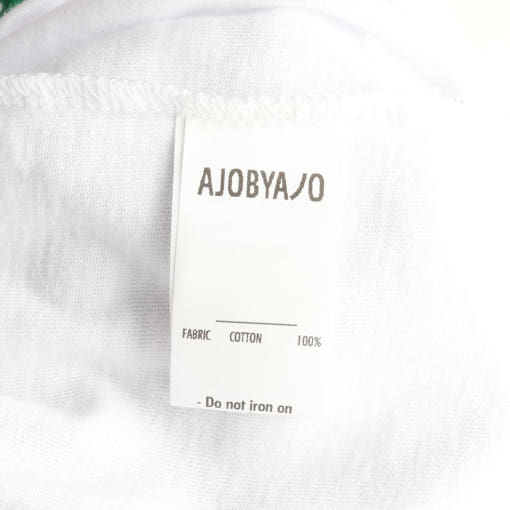 AJOBYAJO
FABRIC COTTON 100%
- Do not iron on